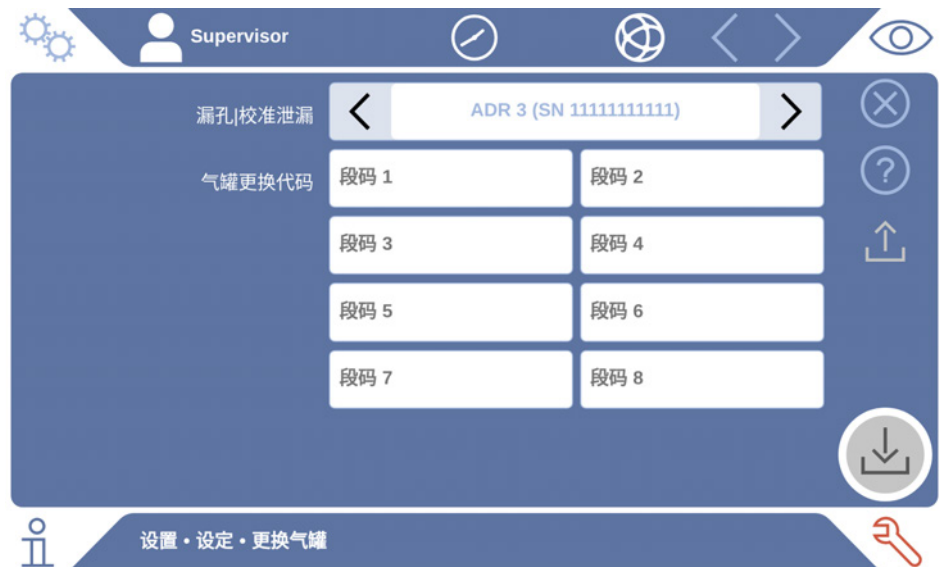 Supervisor
漏孔|校准泄漏
ADR 3 (SN 11111111111)
气罐更换代码
段码 1
段码 2
段码 3
段码 4
段码 5
段码 6
段码 7
段码 8
设置 • 设定 • 更换气罐